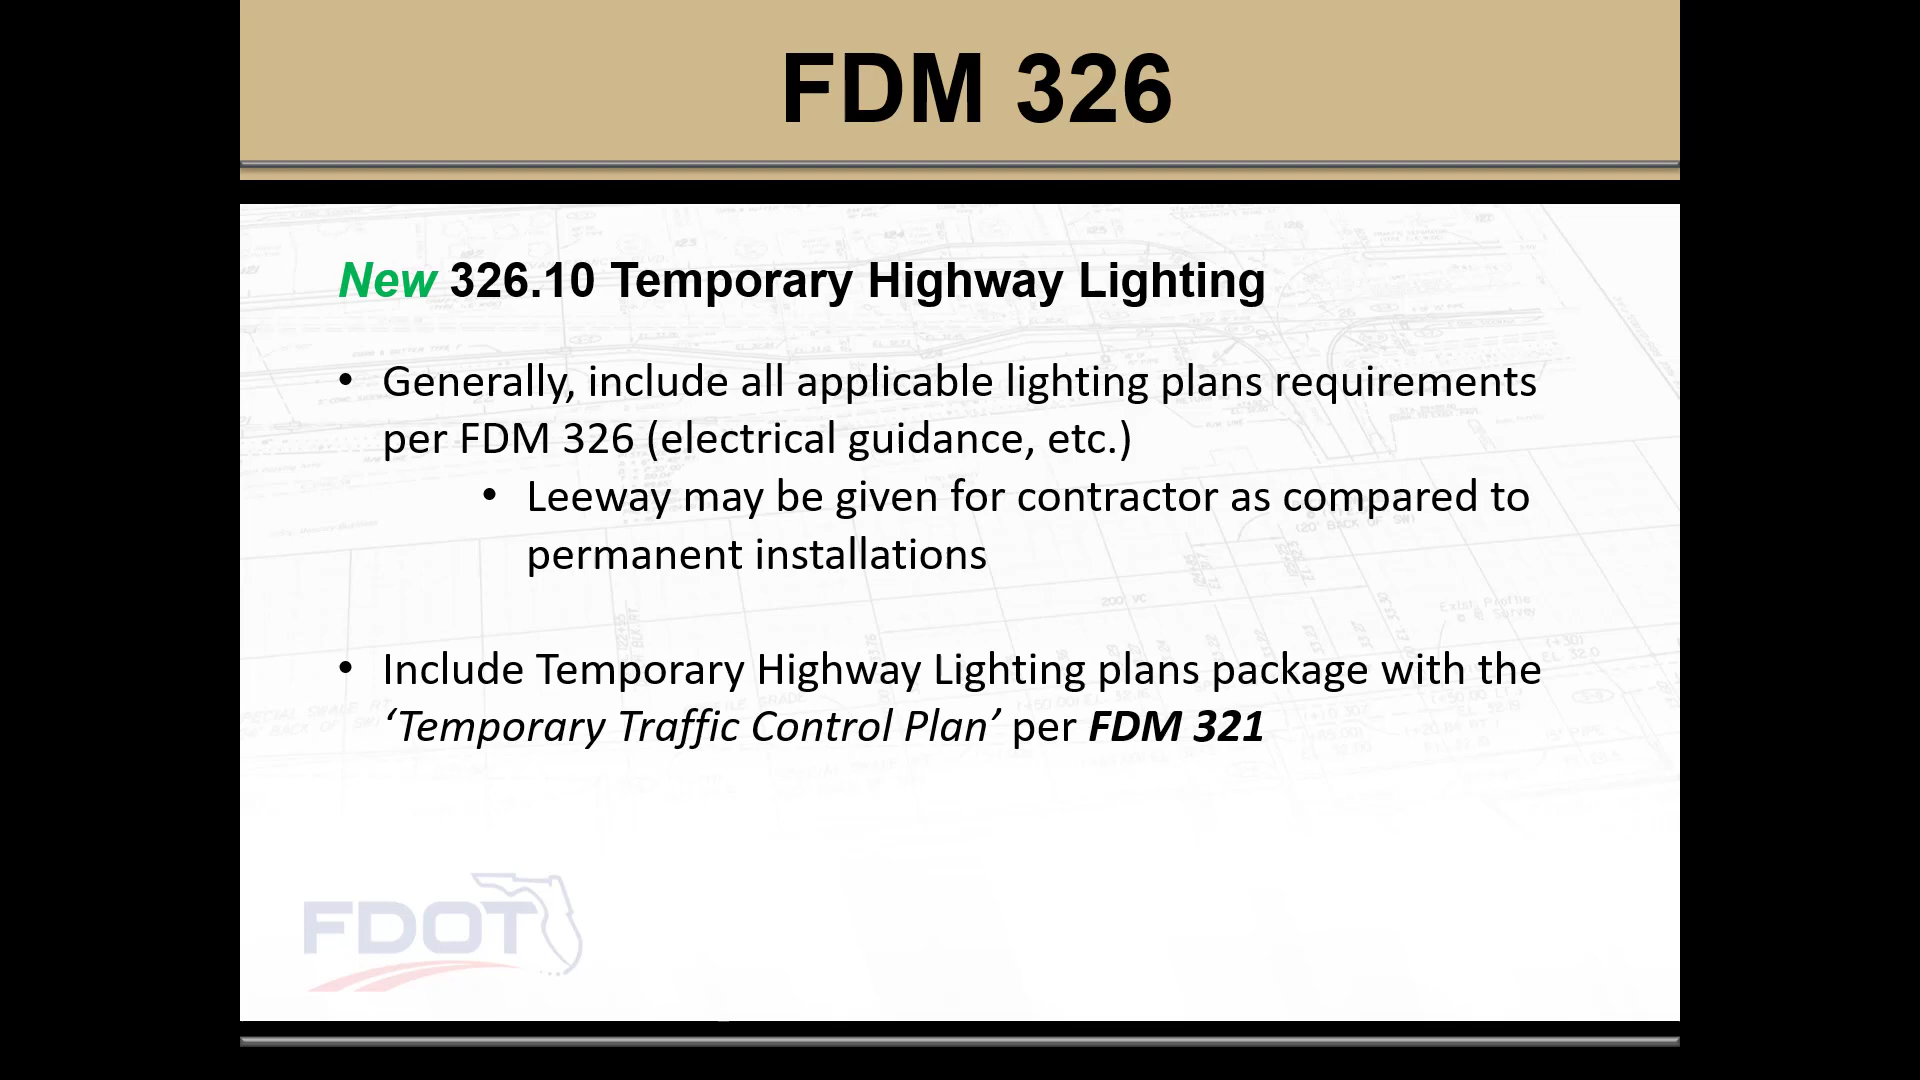 FDM 326
New 326.10 Temporary Highway Lighting
• Generally, include all applicable lighting plans requirements
per FDM 326 (electrical guidance, etc.)
• Leeway may be given for contractor as compared to
permanent installations
• Include Temporary Highway Lighting plans package with the
‘Temporary Traffic Control Plan’ per FDM 321
FDOT